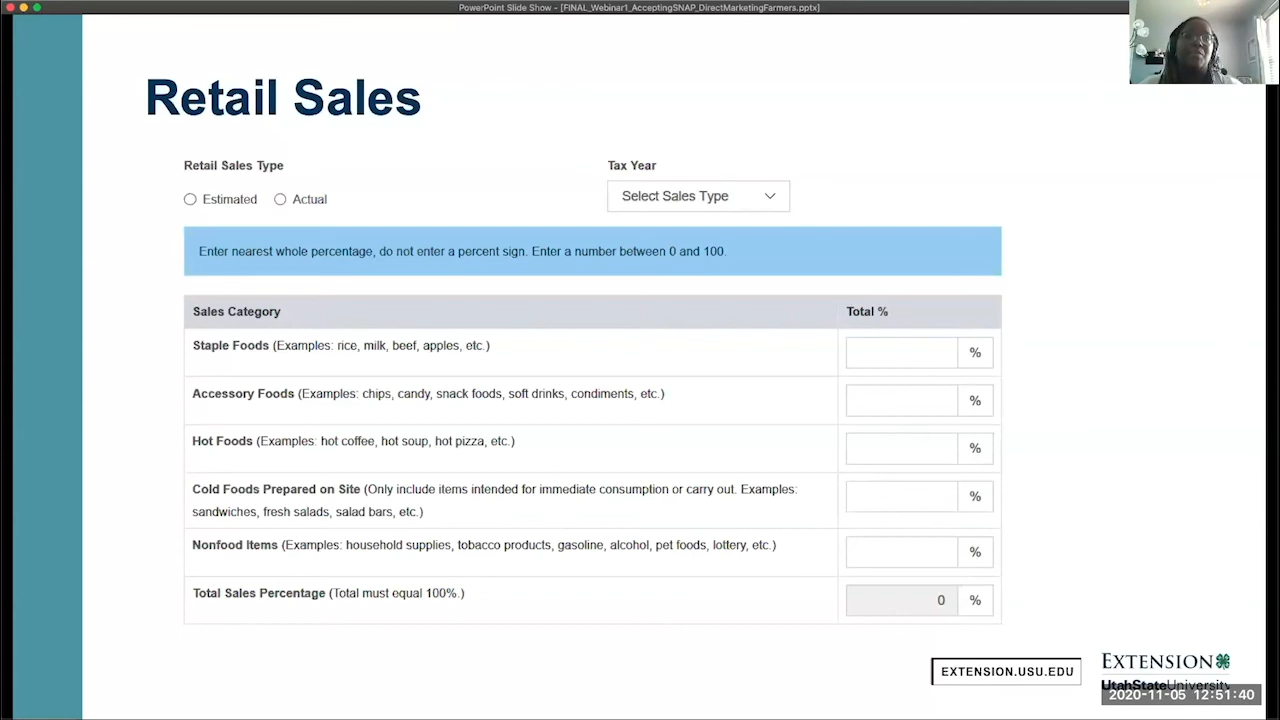 PowerPoint Slide Show - [FINAL_Webinar1_AcceptingSNAP_DirectMarketingFarmers.pptx]
Retail Sales
Retail Sales Type
Tax Year
Estimated
Actual
Select Sales Type
Enter nearest whole percentage, do not enter a percent sign. Enter a number between 0 and 100.
Sales Category
Total %
Staple Foods (Examples: rice, milk, beef, apples, etc.)
%
Accessory Foods (Examples: chips, candy, snack foods, soft drinks, condiments, etc.)
%
Hot Foods (Examples: hot coffee, hot soup, hot pizza, etc.)
%
Cold Foods Prepared on Site (Only include items intended for immediate consumption or carry out. Examples:
sandwiches, fresh salads, salad bars, etc.)
%
Nonfood Items (Examples: household supplies, tobacco products, gasoline, alcohol, pet foods, lottery, etc.)
%
Total Sales Percentage (Total must equal 100%.)
0 %
EXTENSION.USU.EDU
EXTENSION
UtahStateUniversity
2020-11-05 12:51:40